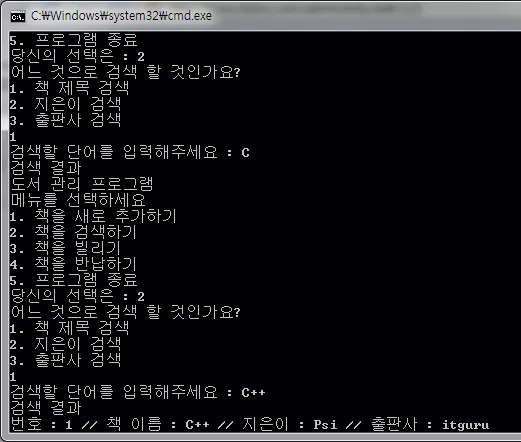 C:₩Windows₩system32₩cmd.exe
5. 프로그램 종료
당신의 선택은 : 2
어느 것으로 검색 할 것인가요?
1. 책 제목 검색
2. 지은이 검색
3. 출판사 검색
1
검색할 단어를 입력해주세요 : C
검색 결과
도서 관리 프로그램
메뉴를 선택하세요
1. 책을 새로 추가하기
2. 책을 검색하기
3. 책을 빌리기
4. 책을 반납하기
5. 프로그램 종료
당신의 선택은 : 2
어느 것으로 검색 할 것인가요?
1. 책 제목 검색
2. 지은이 검색
3. 출판사 검색
1
검색할 단어를 입력해주세요 : C++
검색 결과
번호 : 1 // 책 이름 : C++ // 지은이 : Psi // 출판사 : itguru